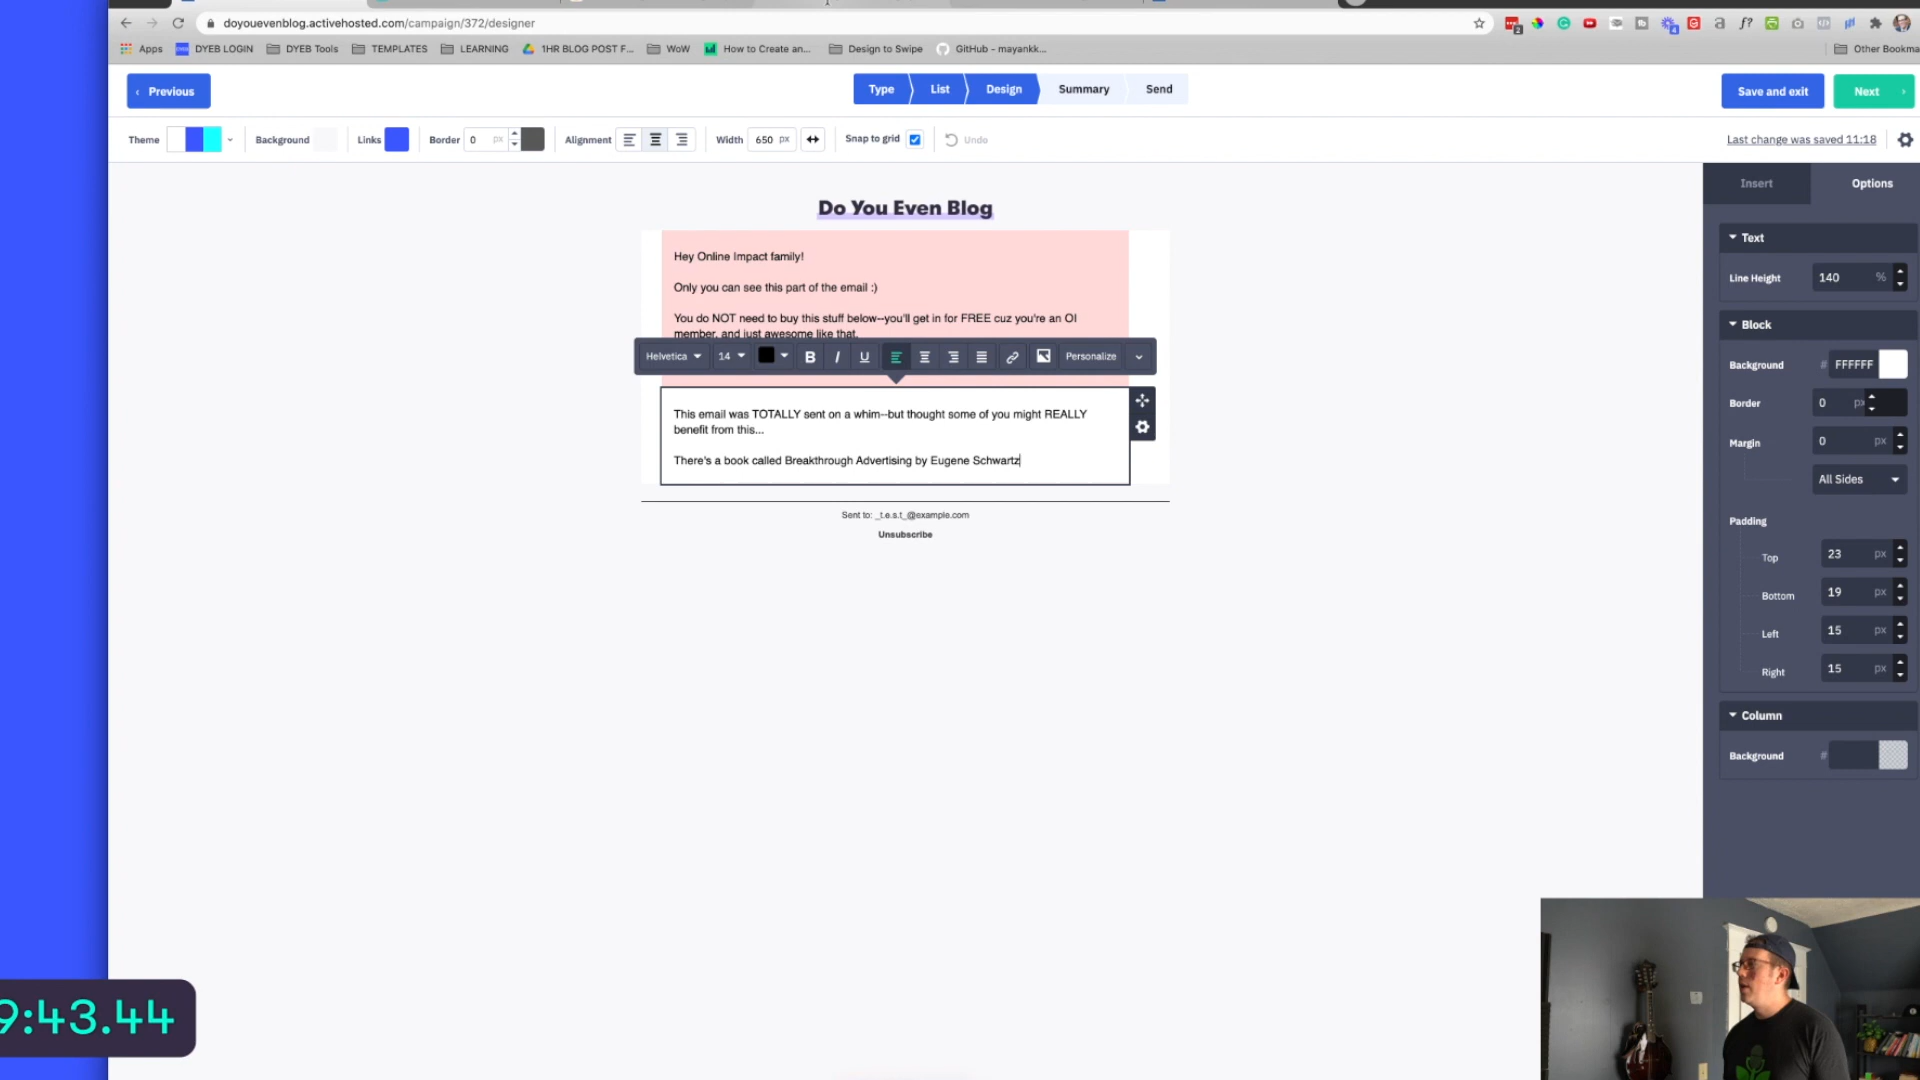 doyouevenblog.activehosted.com/campaign/372/designer
Apps
DYEB LOGIN
DYEB Tools
TEMPLATES
LEARNING
1HR BLOG POST F...
WoW
How to Create an...
Design to Swipe
GitHub - mayankk...
Other Bookma
Previous
Type
List
Design
Summary
Send
Save and exit
Next
Theme
Background
Links
Border
0 px
Alignment
Width
650 px
Snap to grid
Undo
Last change was saved 11:18
Do You Even Blog
Hey Online Impact family!
Only you can see this part of the email :)
You do NOT need to buy this stuff below--you'll get in for FREE cuz you're an OI
member, and just awesome like that.
Helvetica
14
B
I
U
Personalize
This email was TOTALLY sent on a whim--but thought some of you might REALLY
benefit from this...
There's a book called Breakthrough Advertising by Eugene Schwartz
Sent to: _t.e.s.t_@example.com
Unsubscribe
Insert
Options
Text
Line Height
140 %
Block
Background
# FFFFFF
Border
0 px
Margin
0 px
All Sides
Padding
Top
23 px
Bottom
19 px
Left
15 px
Right
15 px
Column
Background
#
9:43.44